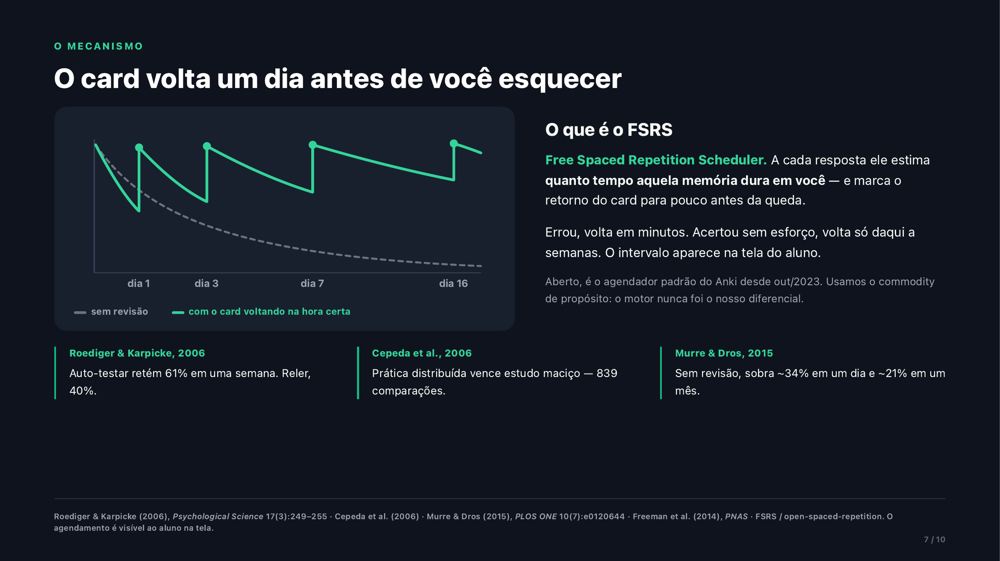 O MECANISMO
O card volta um dia antes de você esquecer
dia 1
dia 3
dia 7
dia 16
sem revisão
com o card voltando na hora certa
O que é o FSRS
Free Spaced Repetition Scheduler. A cada resposta ele estima
quanto tempo aquela memória dura em você — e marca o
retorno do card para pouco antes da queda.
Errou, volta em minutos. Acertou sem esforço, volta só daqui a
semanas. O intervalo aparece na tela do aluno.
Aberto, é o agendador padrão do Anki desde out/2023. Usamos o commodity
de propósito: o motor nunca foi o nosso diferencial.
Roediger & Karpicke, 2006
Auto-testar retém 61% em uma semana. Reler,
40%.
Cepeda et al., 2006
Prática distribuída vence estudo maciço — 839
comparações.
Murre & Dros, 2015
Sem revisão, sobra ~34% em um dia e ~21% em um
mês.
Roediger & Karpicke (2006), Psychological Science 17(3):249–255 · Cepeda et al. (2006) · Murre & Dros (2015), PLOS ONE 10(7):e0120644 · Freeman et al. (2014), PNAS · FSRS / open-spaced-repetition. O
agendamento é visível ao aluno na tela.
7 / 10